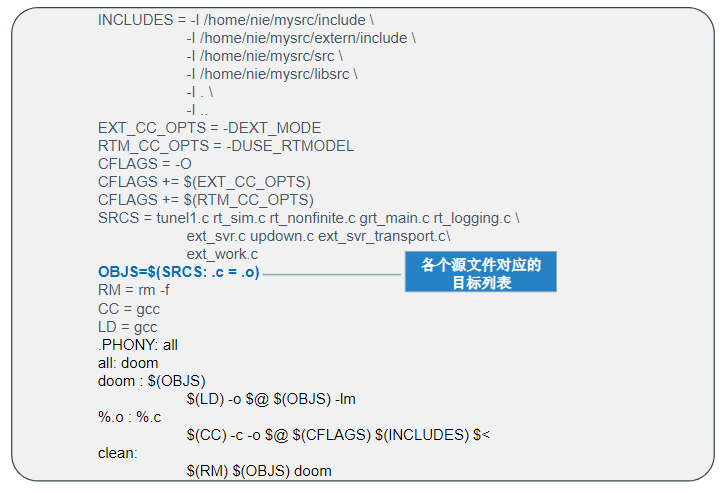 INCLUDES = -I /home/nie/mysrc/include \
-I /home/nie/mysrc/extern/include \
-I /home/nie/mysrc/src \
-I /home/nie/mysrc/libsrc \
-I . \
-I ..
EXT_CC_OPTS = -DEXT_MODE
RTM_CC_OPTS = -DUSE_RTMODEL
CFLAGS = -O
CFLAGS += $(EXT_CC_OPTS)
CFLAGS += $(RTM_CC_OPTS)
SRCS = tunel1.c rt_sim.c rt_nonfinite.c grt_main.c rt_logging.c \
ext_svr.c updown.c ext_svr_transport.c\
ext_work.c
OBJS=$(SRCS: .c = .o)
各个源文件对应的
目标列表
RM = rm -f
CC = gcc
LD = gcc
.PHONY: all
all: doom
doom : $(OBJS)
$(LD) -o $@ $(OBJS) -lm
%.o : %.c
$(CC) -c -o $@ $(CFLAGS) $(INCLUDES) $<
clean:
$(RM) $(OBJS) doom